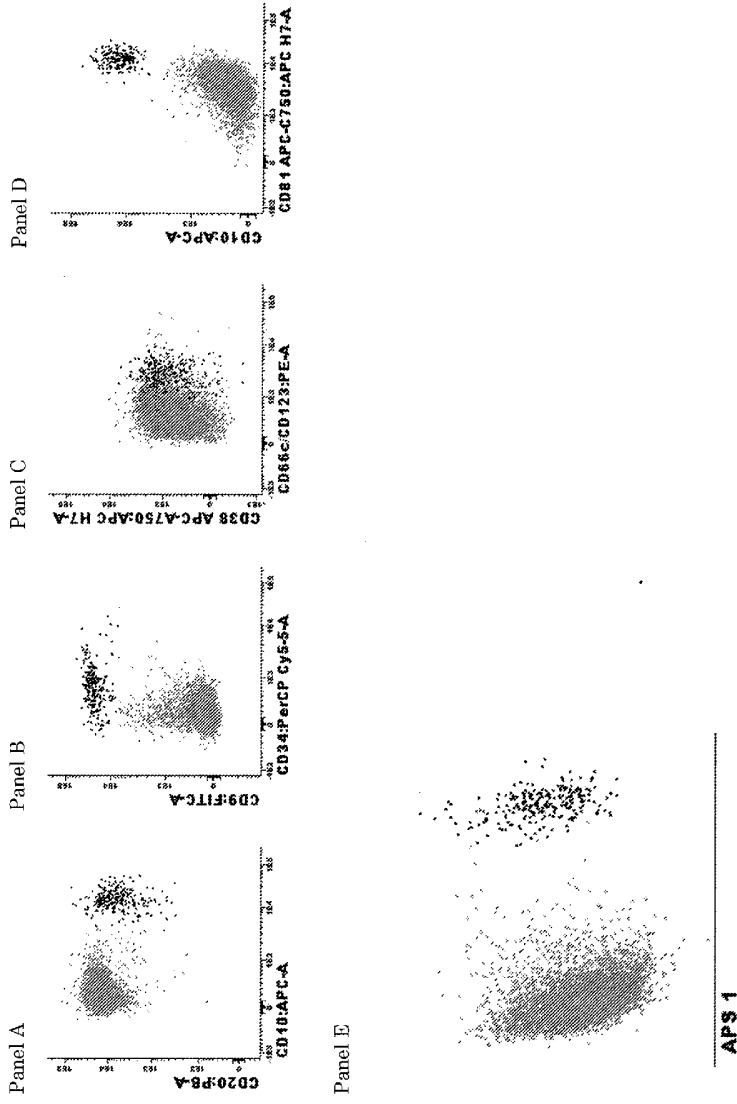 Panel A
CD20:PB-A
CD10:APC-A
Panel B
CD9:FITC-A
CD34:PerCP Cy5-5-A
Panel C
CD38 APC-A750:APC H7-A
CD66c/CD123:PE-A
Panel D
CD10:APC-A
CD81 APC-C750:APC H7-A
Panel E
APS 1